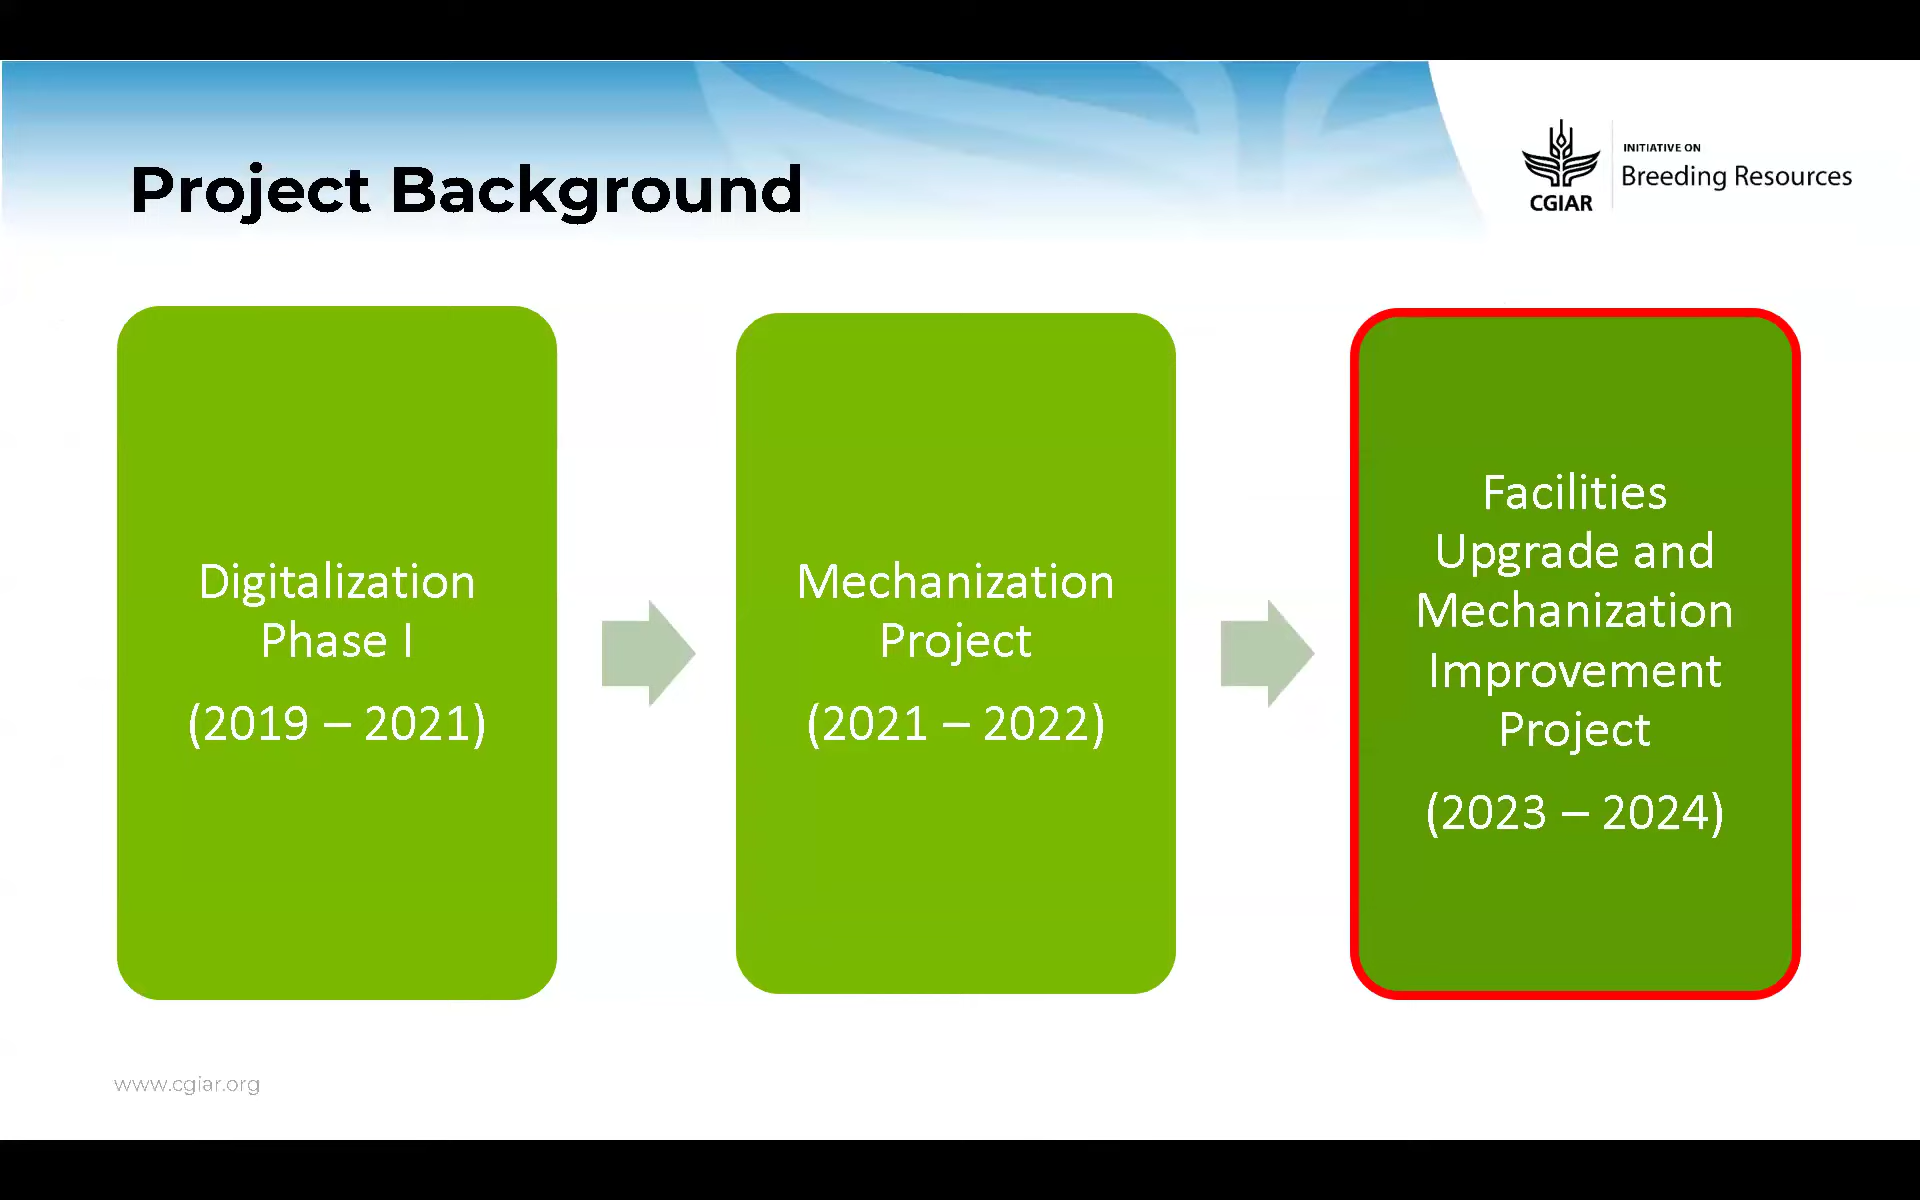 Project Background
INITIATIVE ON
Breeding Resources
CGIAR
Digitalization
Phase I
(2019 – 2021)
Mechanization
Project
(2021 – 2022)
Facilities
Upgrade and
Mechanization
Improvement
Project
(2023 – 2024)
www.cgiar.org